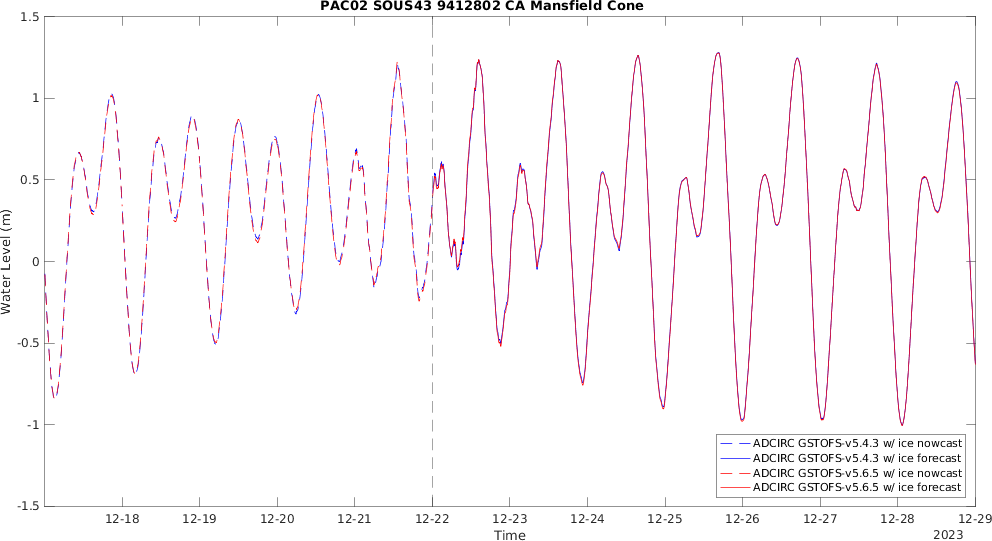 PAC02 SOUS43 9412802 CA Mansfield Cone
1.5
1
0.5
0
-0.5
-1
-1.5
Water Level (m)
ADCIRC GSTOFS-v5.4.3 w/ ice nowcast
ADCIRC GSTOFS-v5.4.3 w/ ice forecast
ADCIRC GSTOFS-v5.6.5 w/ ice nowcast
ADCIRC GSTOFS-v5.6.5 w/ ice forecast
12-18 12-19 12-20 12-21 12-22 12-23 12-24 12-25 12-26 12-27 12-28 12-29
Time
2023